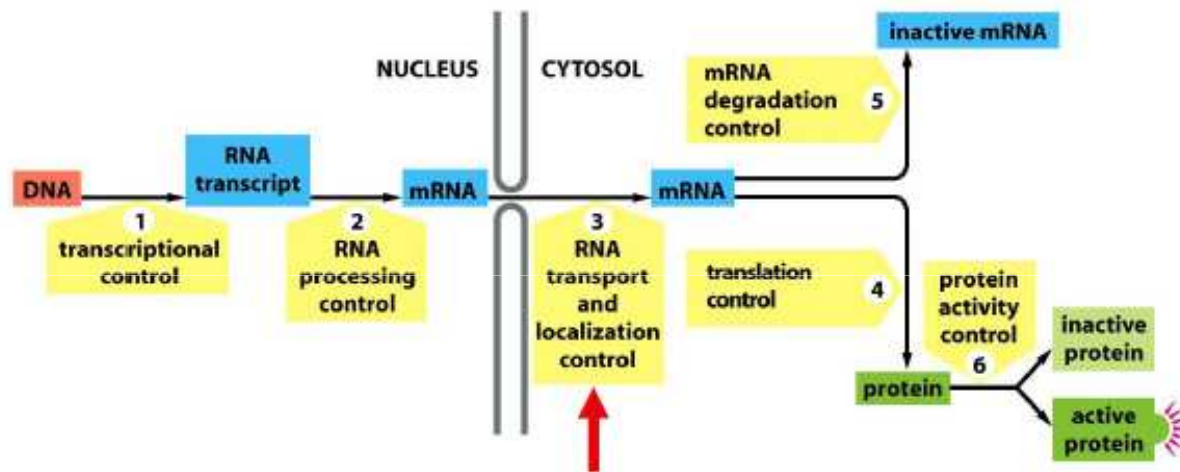 NUCLEUS
CYTOSOL
DNA
1
transcriptional
control
RNA
transcript
2
RNA
processing
control
mRNA
3
RNA
transport
and
localization
control
mRNA
mRNA
degradation
control
5
inactive mRNA
translation
control
4
protein
protein
activity
control
6
inactive
protein
active
protein